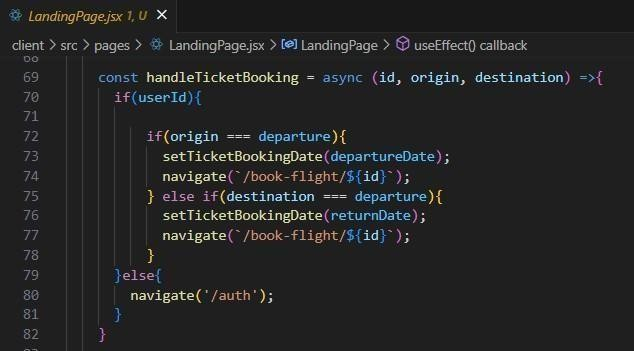 LandingPage.jsx 1, U
client > src > pages > LandingPage.jsx > LandingPage > useEffect() callback
68
69 const handleTicketBooking = async (id, origin, destination) =>{
70 if(userId){
71
72 if(origin === departure){
73 setTicketBookingDate(departureDate);
74 navigate(`/book-flight/${id}`);
75 } else if(destination === departure){
76 setTicketBookingDate(returnDate);
77 navigate(`/book-flight/${id}`);
78 }
79 }else{
80 navigate('/auth');
81 }
82 }